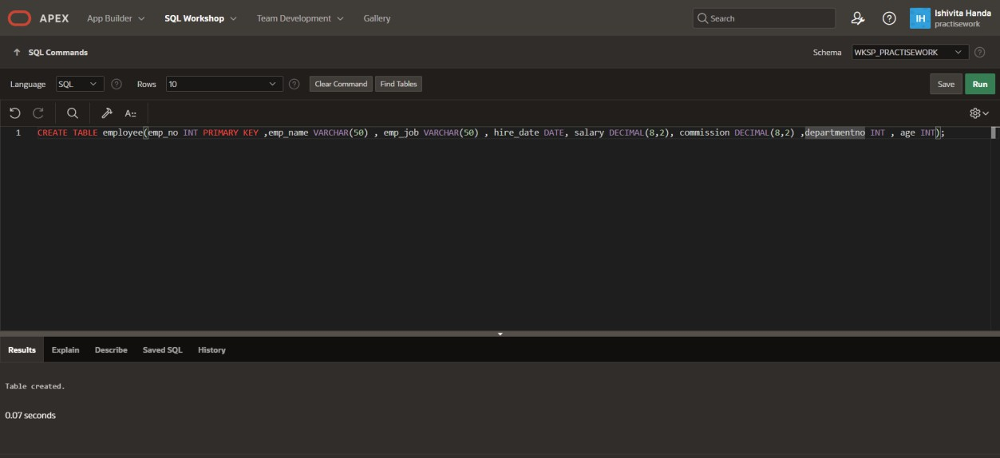 APEX App Builder SQL Workshop Team Development Gallery Search IH Ishivita Handa
practisework
SQL Commands Schema WKSP_PRACTISEWORK
Language SQL Rows 10 Clear Command Find Tables Save Run
A
1 CREATE TABLE employee(emp_no INT PRIMARY KEY ,emp_name VARCHAR(50) , emp_job VARCHAR(50) , hire_date DATE, salary DECIMAL(8,2), commission DECIMAL(8,2) ,departmentno INT , age INT);
Results Explain Describe Saved SQL History
Table created.
0.07 seconds